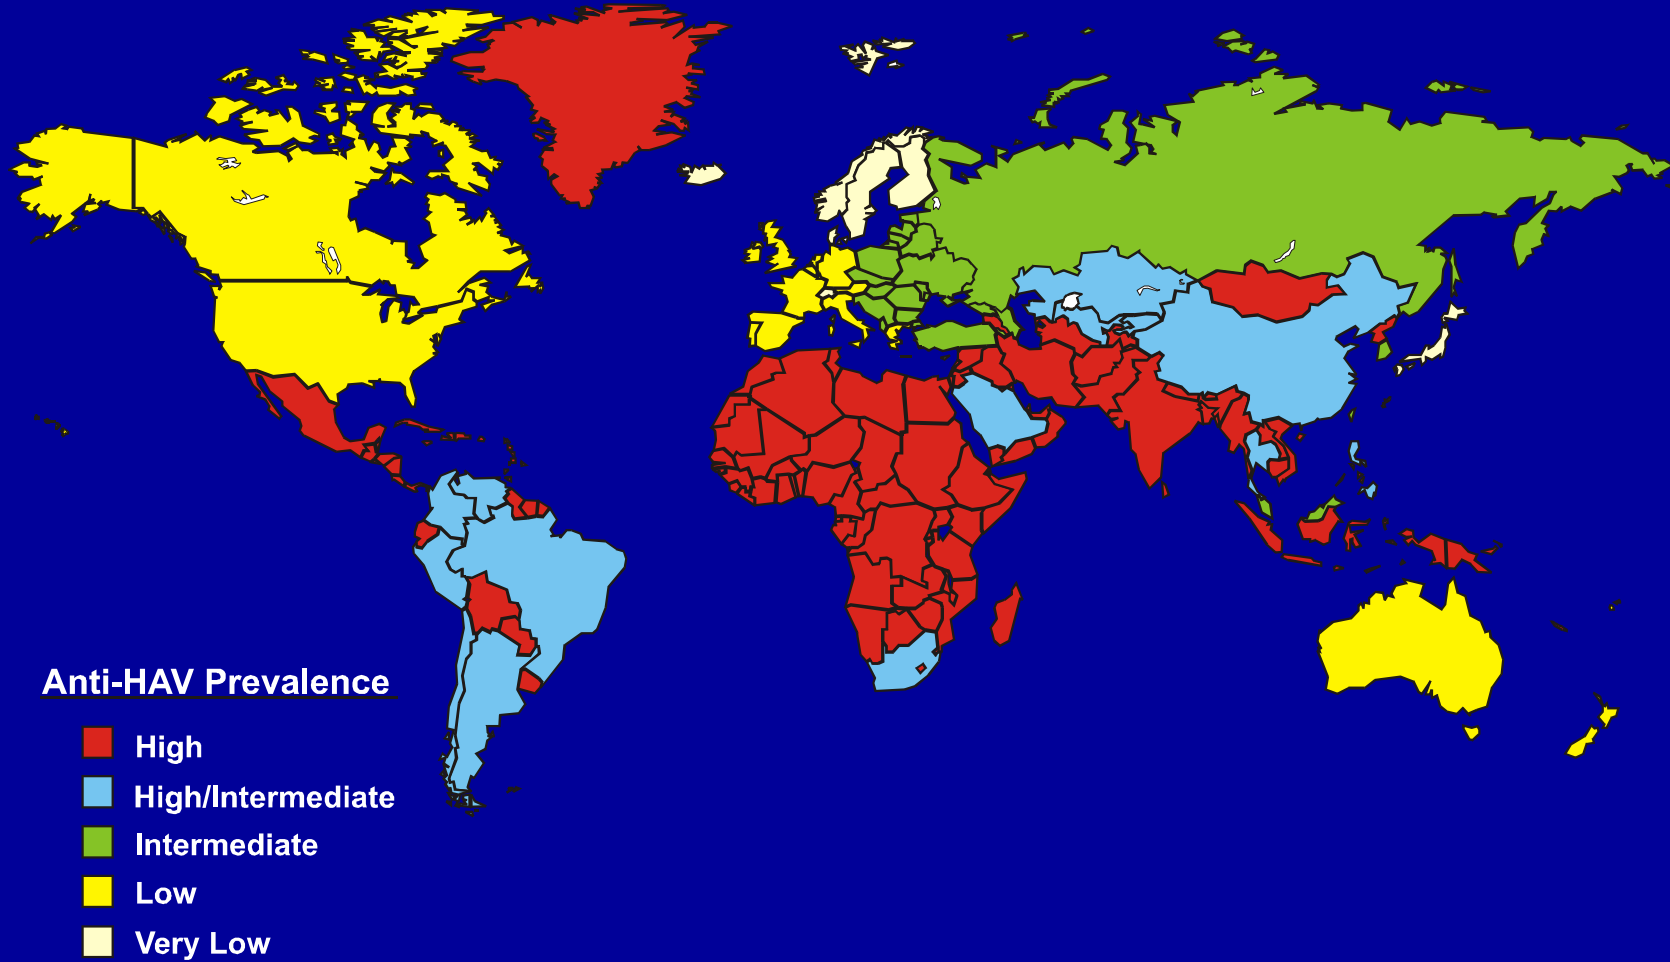 Anti-HAV Prevalence
High
High/Intermediate
Intermediate
Low
Very Low